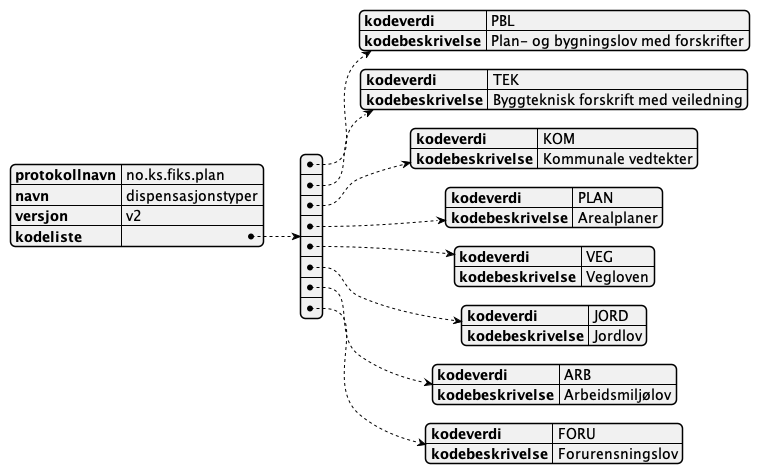 kodeverdi PBL
kodebeskrivelse Plan- og bygningslov med forskrifter
kodeverdi TEK
kodebeskrivelse Byggteknisk forskrift med veiledning
kodeverdi KOM
kodebeskrivelse Kommunale vedtekter
protokollnavn no.ks.fiks.plan
navn dispensasjonstyper
versjon v2
kodeliste
kodeverdi PLAN
kodebeskrivelse Arealplaner
kodeverdi VEG
kodebeskrivelse Vegloven
kodeverdi JORD
kodebeskrivelse Jordlov
kodeverdi ARB
kodebeskrivelse Arbeidsmiljølov
kodeverdi FORU
kodebeskrivelse Forurensningslov